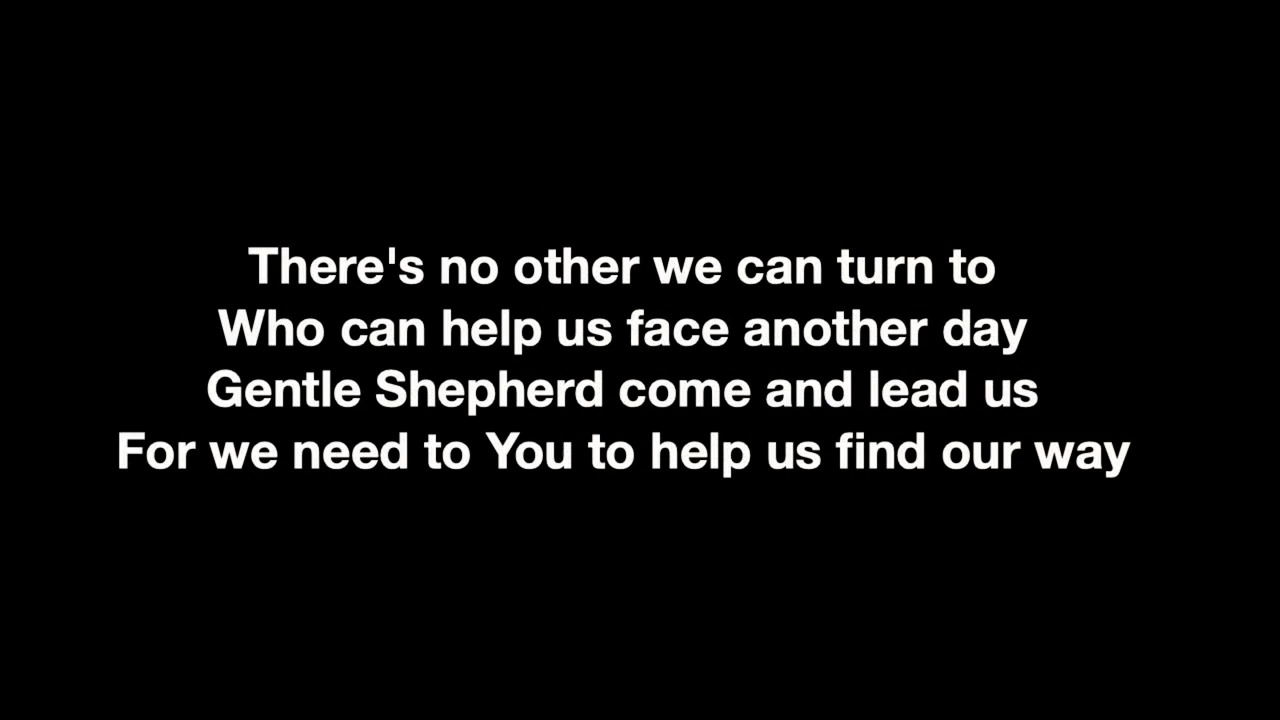 There's no other we can turn to
Who can help us face another day
Gentle Shepherd come and lead us
For we need to You to help us find our way